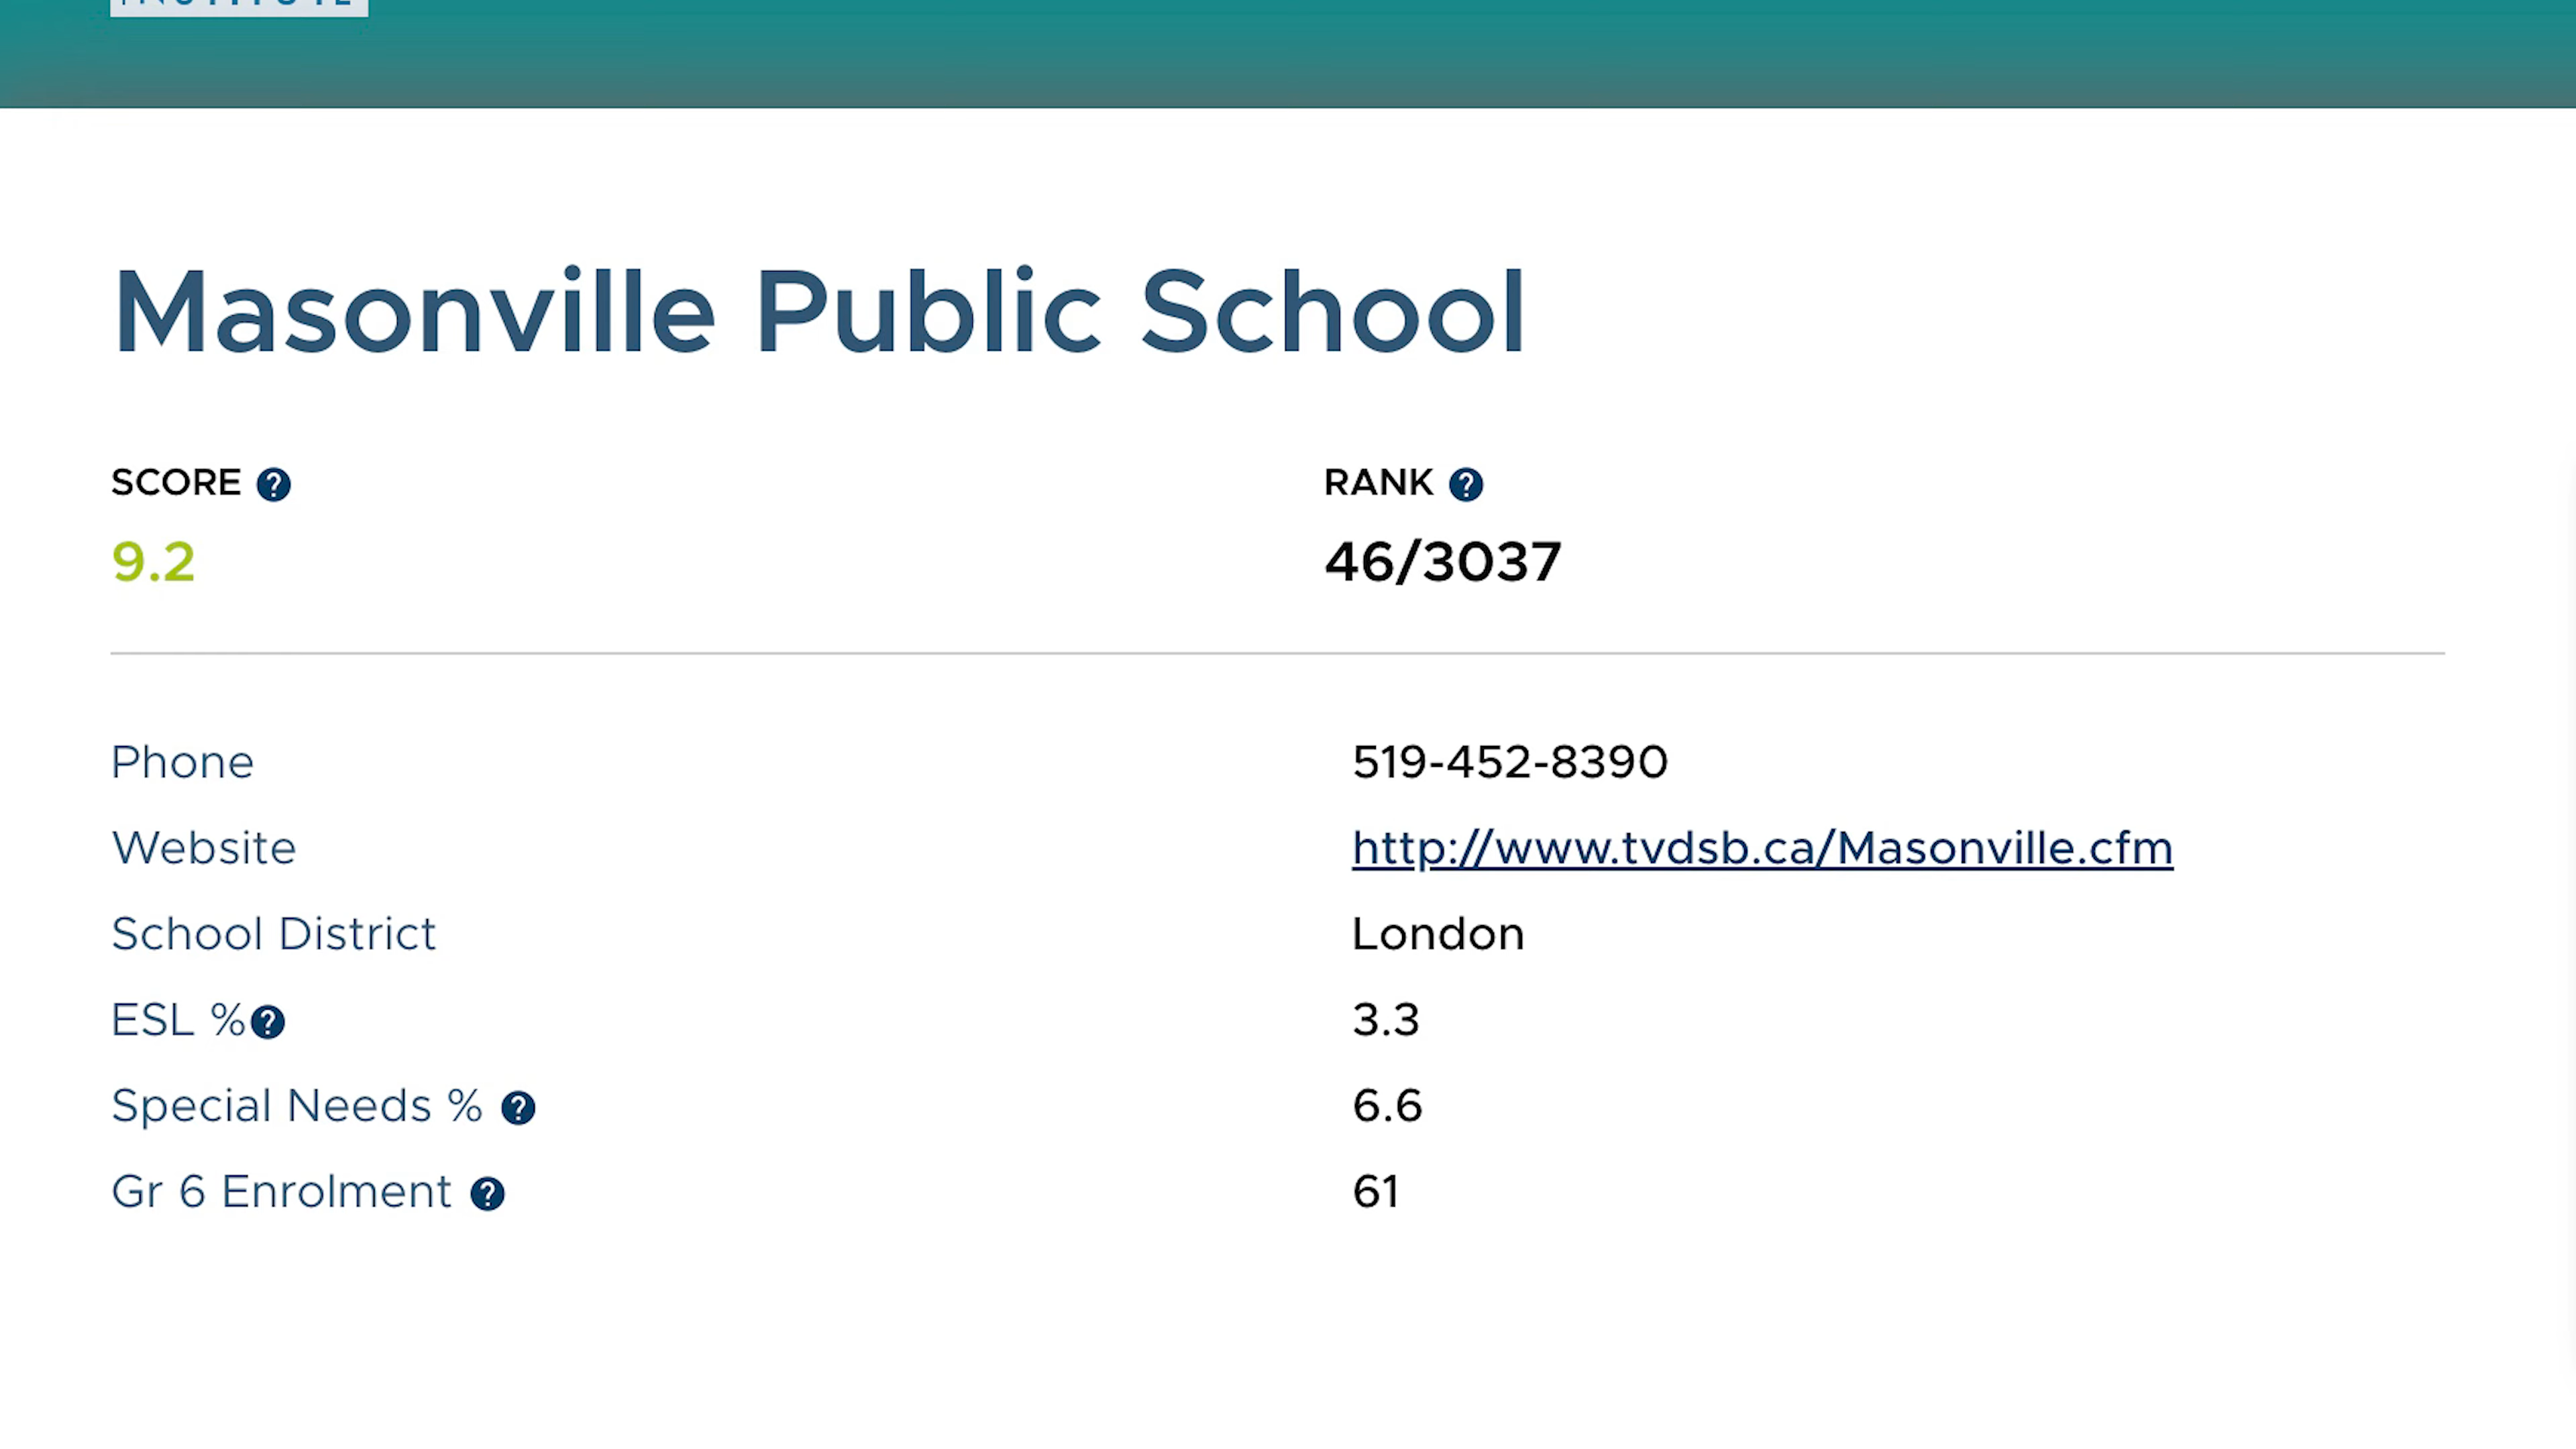 INSTITUTE
Masonville Public School
SCORE ?
RANK ?
9.2
46/3037
Phone
519-452-8390
Website
http://www.tvdsb.ca/Masonville.cfm
School District
London
ESL %?
3.3
Special Needs % ?
6.6
Gr 6 Enrolment ?
61